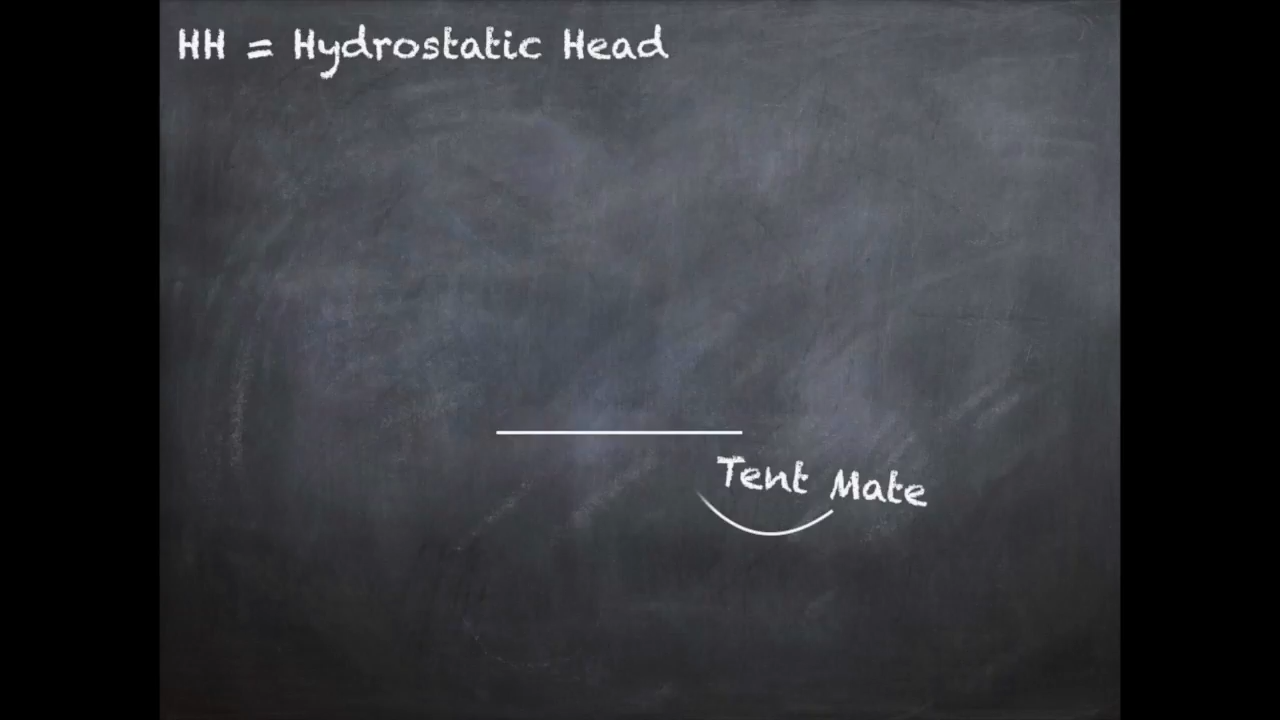 HH = Hydrostatic Head
Tent Mate